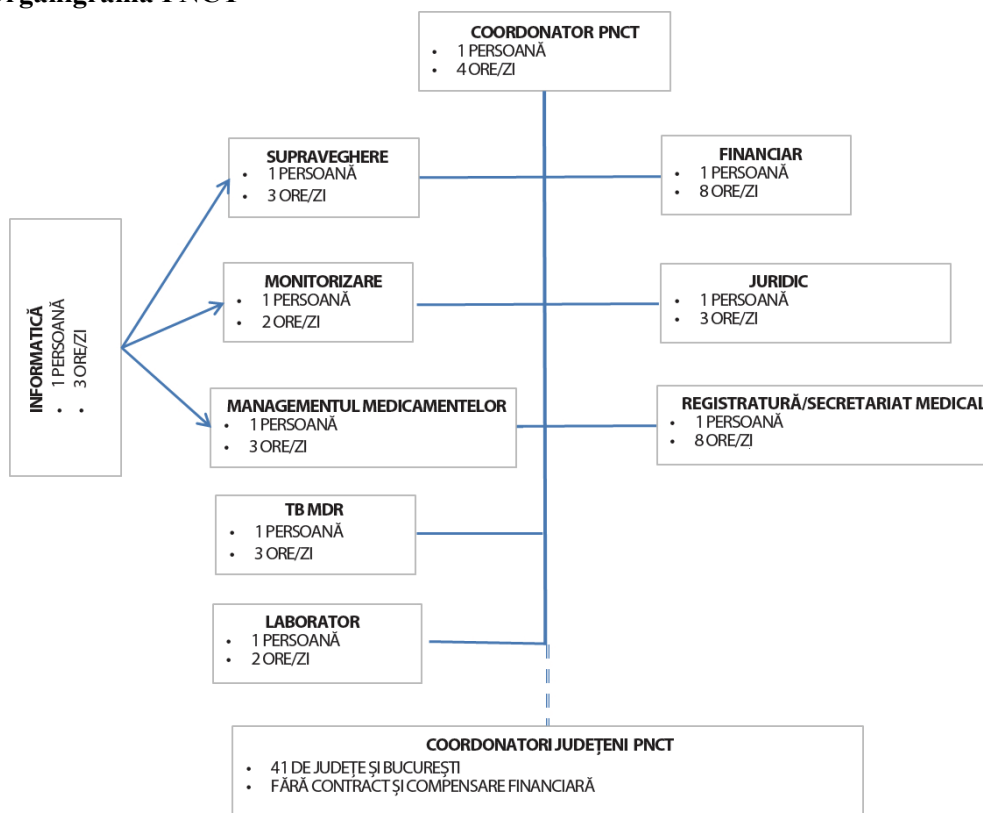 Organigrama PNCT
COORDONATOR PNCT
• 1 PERSOANĂ
• 4 ORE/ZI
SUPRAVEGHERE
• 1 PERSOANĂ
• 3 ORE/ZI
FINANCIAR
• 1 PERSOANĂ
• 8 ORE/ZI
INFORMATICĂ
• 1 PERSOANĂ
• 3 ORE/ZI
MONITORIZARE
• 1 PERSOANĂ
• 2 ORE/ZI
JURIDIC
• 1 PERSOANĂ
• 3 ORE/ZI
MANAGEMENTUL MEDICAMENTELOR
• 1 PERSOANĂ
• 3 ORE/ZI
REGISTRATURĂ/SECRETARIAT MEDICAL
• 1 PERSOANĂ
• 8 ORE/ZI
TB MDR
• 1 PERSOANĂ
• 3 ORE/ZI
LABORATOR
• 1 PERSOANĂ
• 2 ORE/ZI
COORDONATORI JUDEȚENI PNCT
• 41 DE JUDEȚE ȘI BUCUREȘTI
• FĂRĂ CONTRACT ȘI COMPENSARE FINANCIARĂ